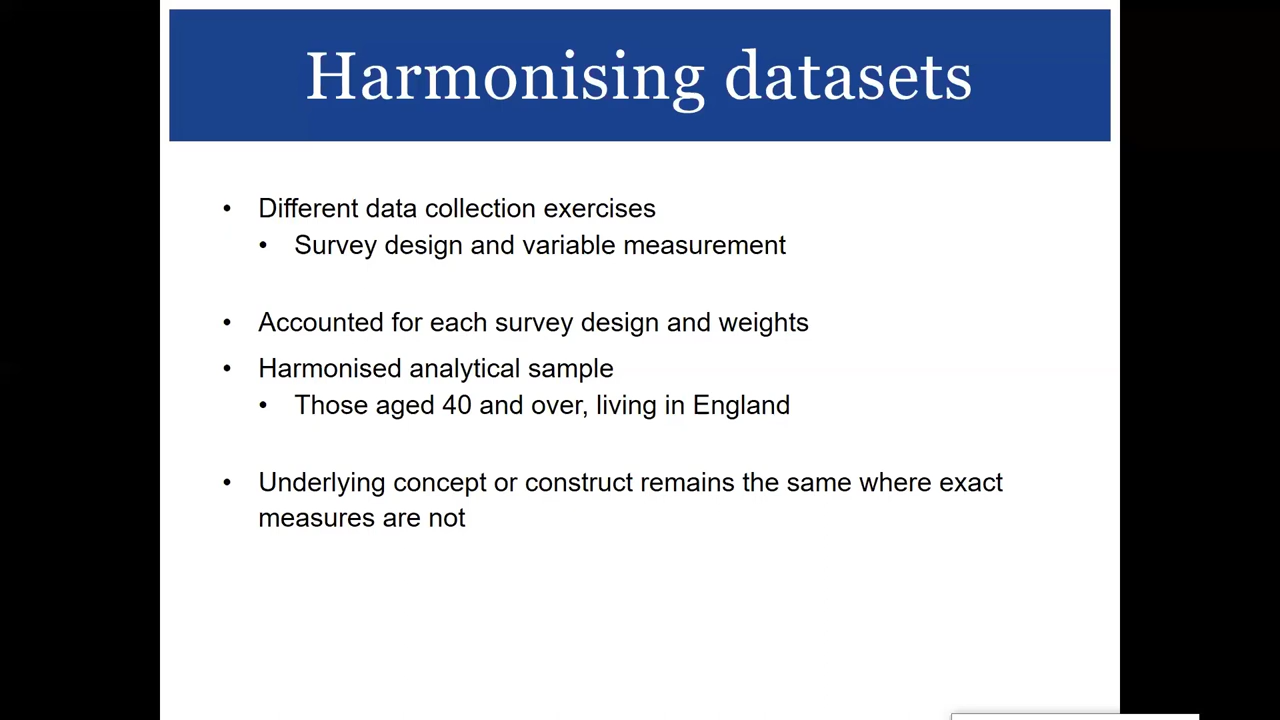 Harmonising datasets
• Different data collection exercises
• Survey design and variable measurement
• Accounted for each survey design and weights
• Harmonised analytical sample
• Those aged 40 and over, living in England
• Underlying concept or construct remains the same where exact
measures are not